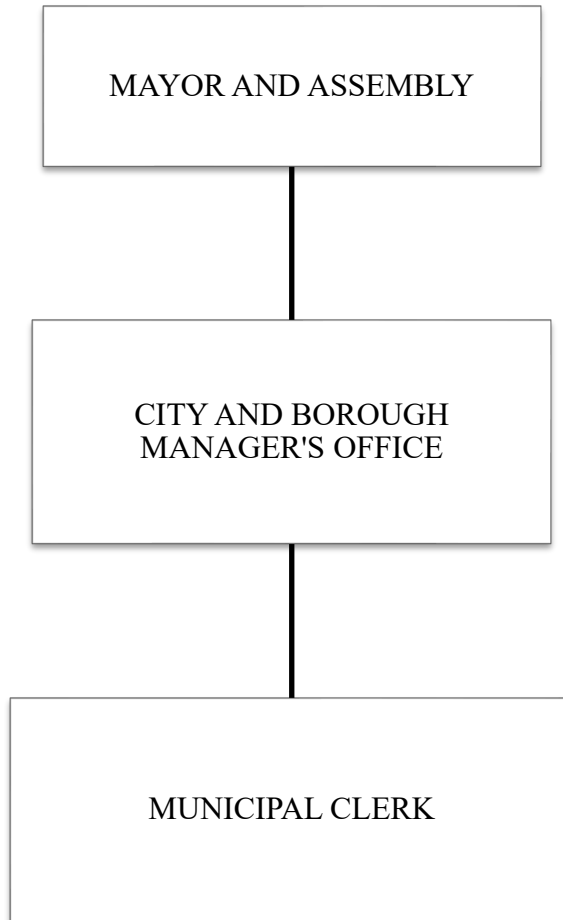 MAYOR AND ASSEMBLY
CITY AND BOROUGH
MANAGER'S OFFICE
MUNICIPAL CLERK